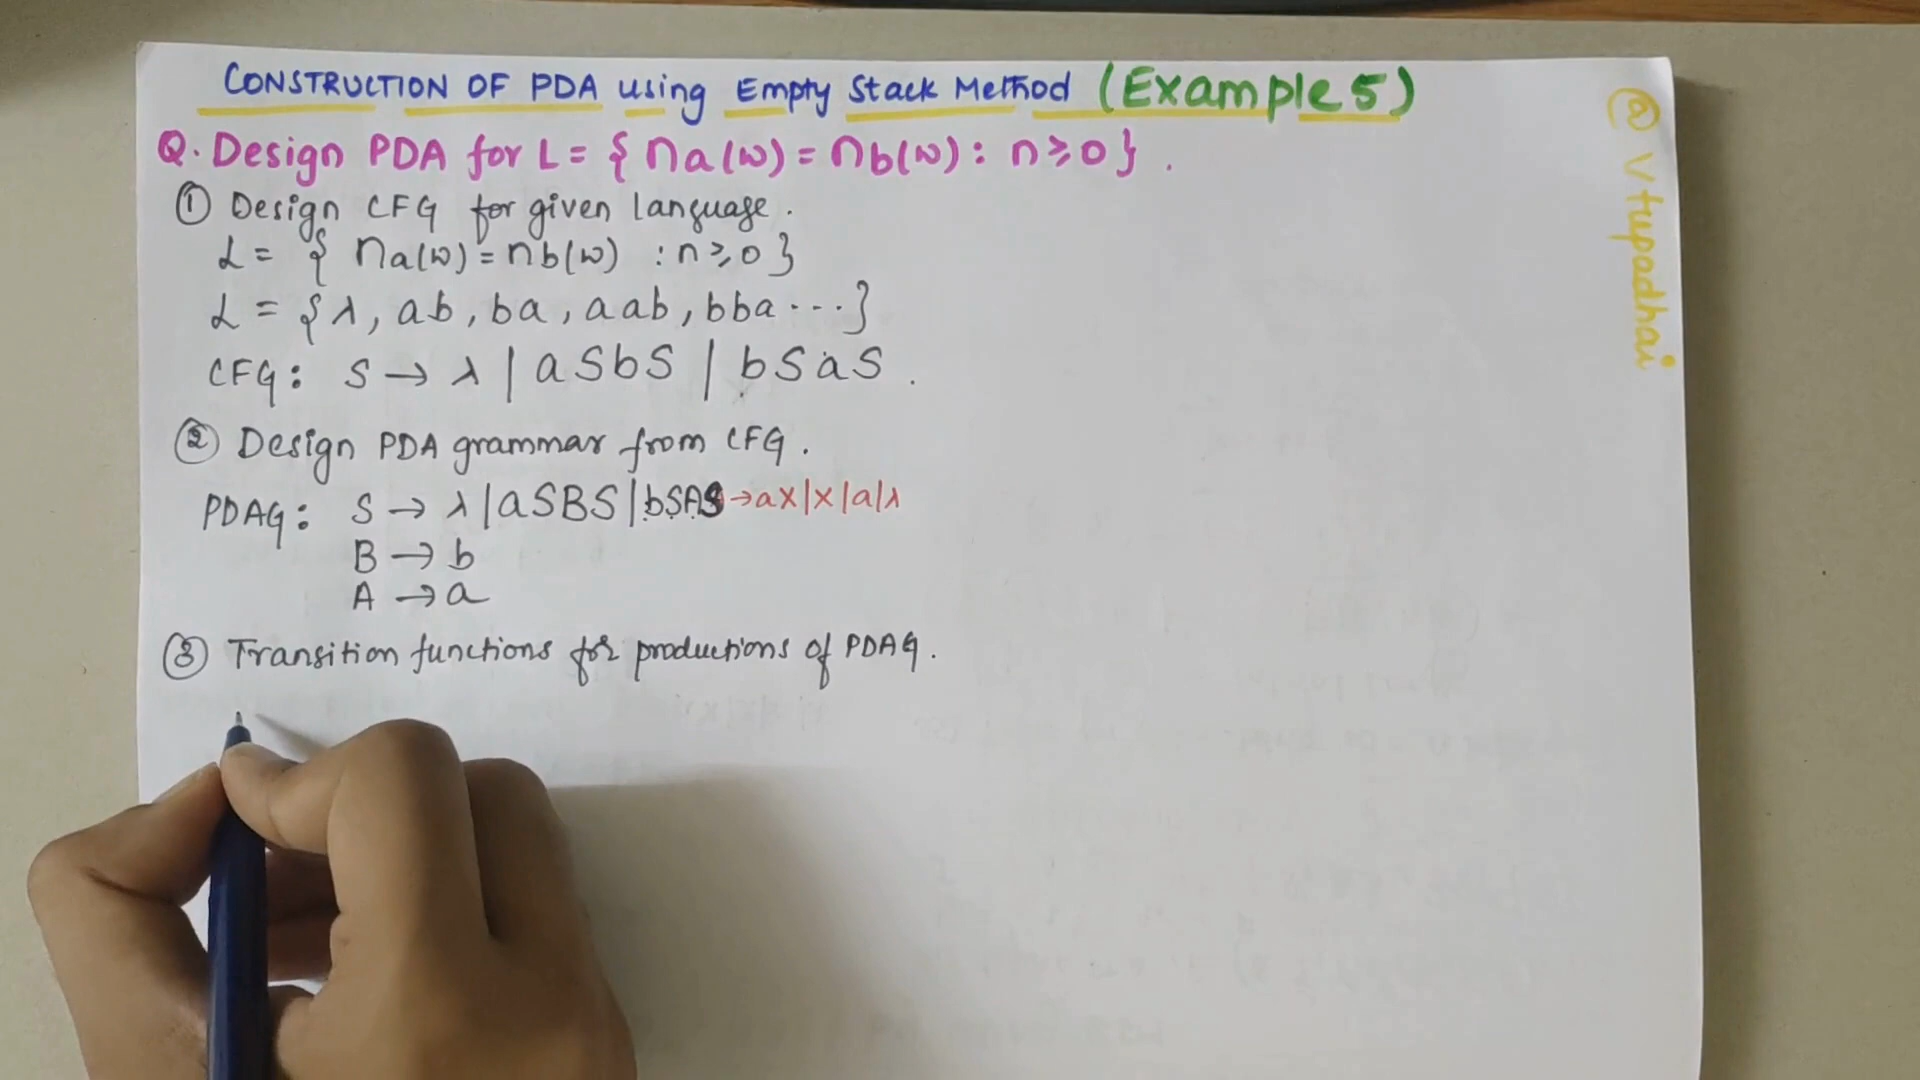 CONSTRUCTION OF PDA using Empty Stack Method (Example 5)
Q. Design PDA for L = { na(w) = nb(w) : n ≥ 0 } .
① Design CFG for given language .
L = { na(w) = nb(w) : n ≥ 0 }
L = { λ, ab, ba, aab, bba ... }
CFG : S → λ | aSbS | bSaS .
② Design PDA grammar from CFG .
PDAG : S → λ | aSBS | bSAS → aX|X|a|λ
B → b
A → a
③ Transition functions for productions of PDAG .
@Vtupadhai